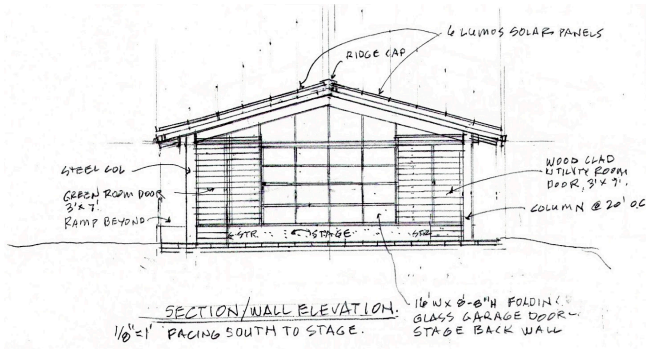 6 LUMOS SOLAR PANELS
RIDGE CAP
STEEL COL
GREEN ROOM DOOR
3'x7'
RAMP BEYOND
WOOD CLAD
UTILITY ROOM
DOOR, 3'x7'.
COLUMN @ 20' O.C
STR.
STAGE
STR.
SECTION/WALL ELEVATION.
1/8"=1' FACING SOUTH TO STAGE.
16'W x 8'-8"H FOLDING
GLASS GARAGE DOOR-
STAGE BACK WALL